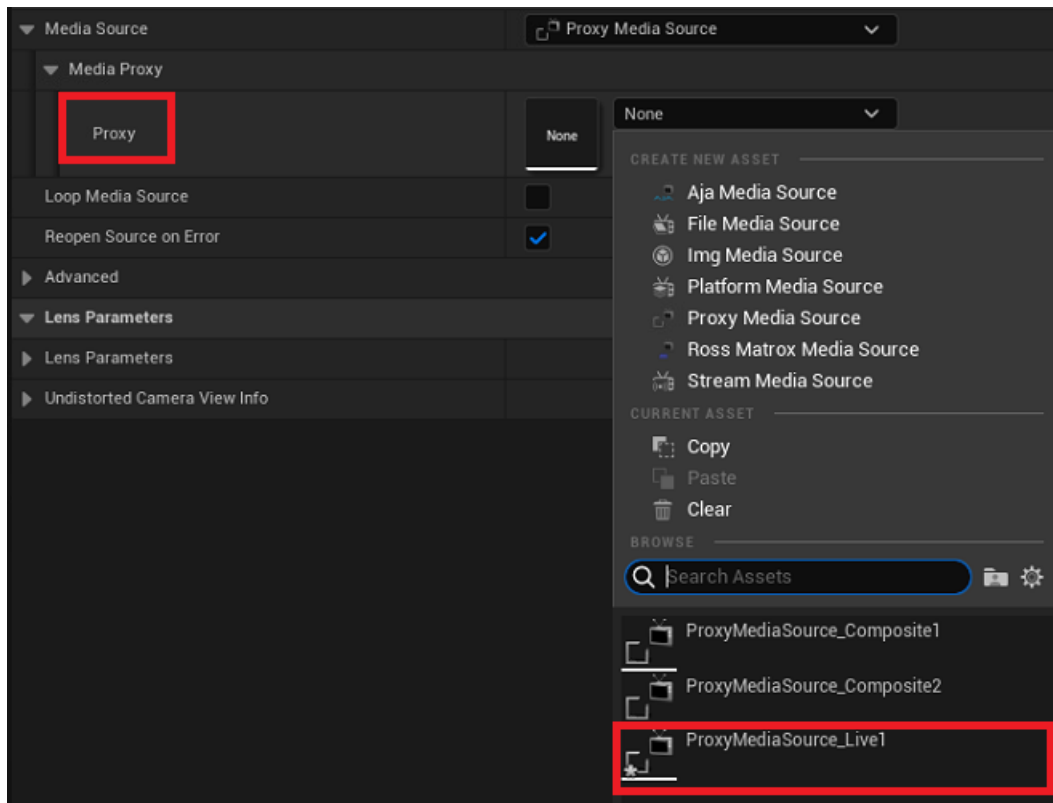 Media Source
Proxy Media Source
Media Proxy
Proxy
None
None
CREATE NEW ASSET
Aja Media Source
File Media Source
Img Media Source
Platform Media Source
Proxy Media Source
Ross Matrox Media Source
Stream Media Source
CURRENT ASSET
Copy
Paste
Clear
BROWSE
Search Assets
ProxyMediaSource_Composite1
ProxyMediaSource_Composite2
ProxyMediaSource_Live1
Loop Media Source
Reopen Source on Error
Advanced
Lens Parameters
Lens Parameters
Undistorted Camera View Info